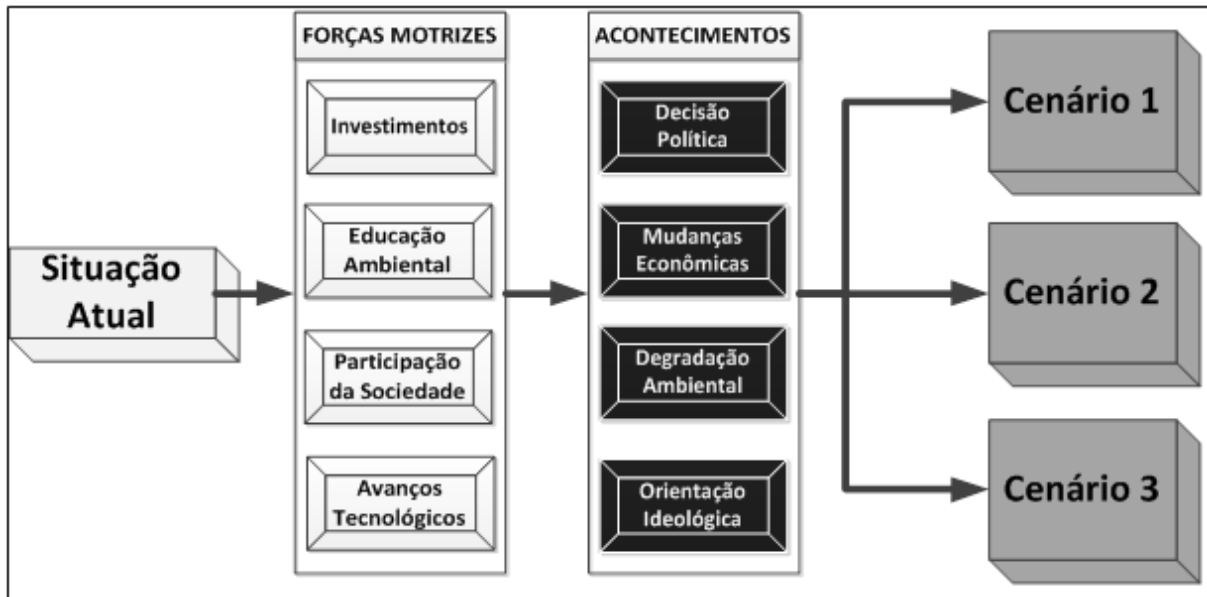 Situação
Atual
FORÇAS MOTRIZES
Investimentos
Educação
Ambiental
Participação
da Sociedade
Avanços
Tecnológicos
ACONTECIMENTOS
Decisão
Política
Mudanças
Econômicas
Degradação
Ambiental
Orientação
Ideológica
Cenário 1
Cenário 2
Cenário 3